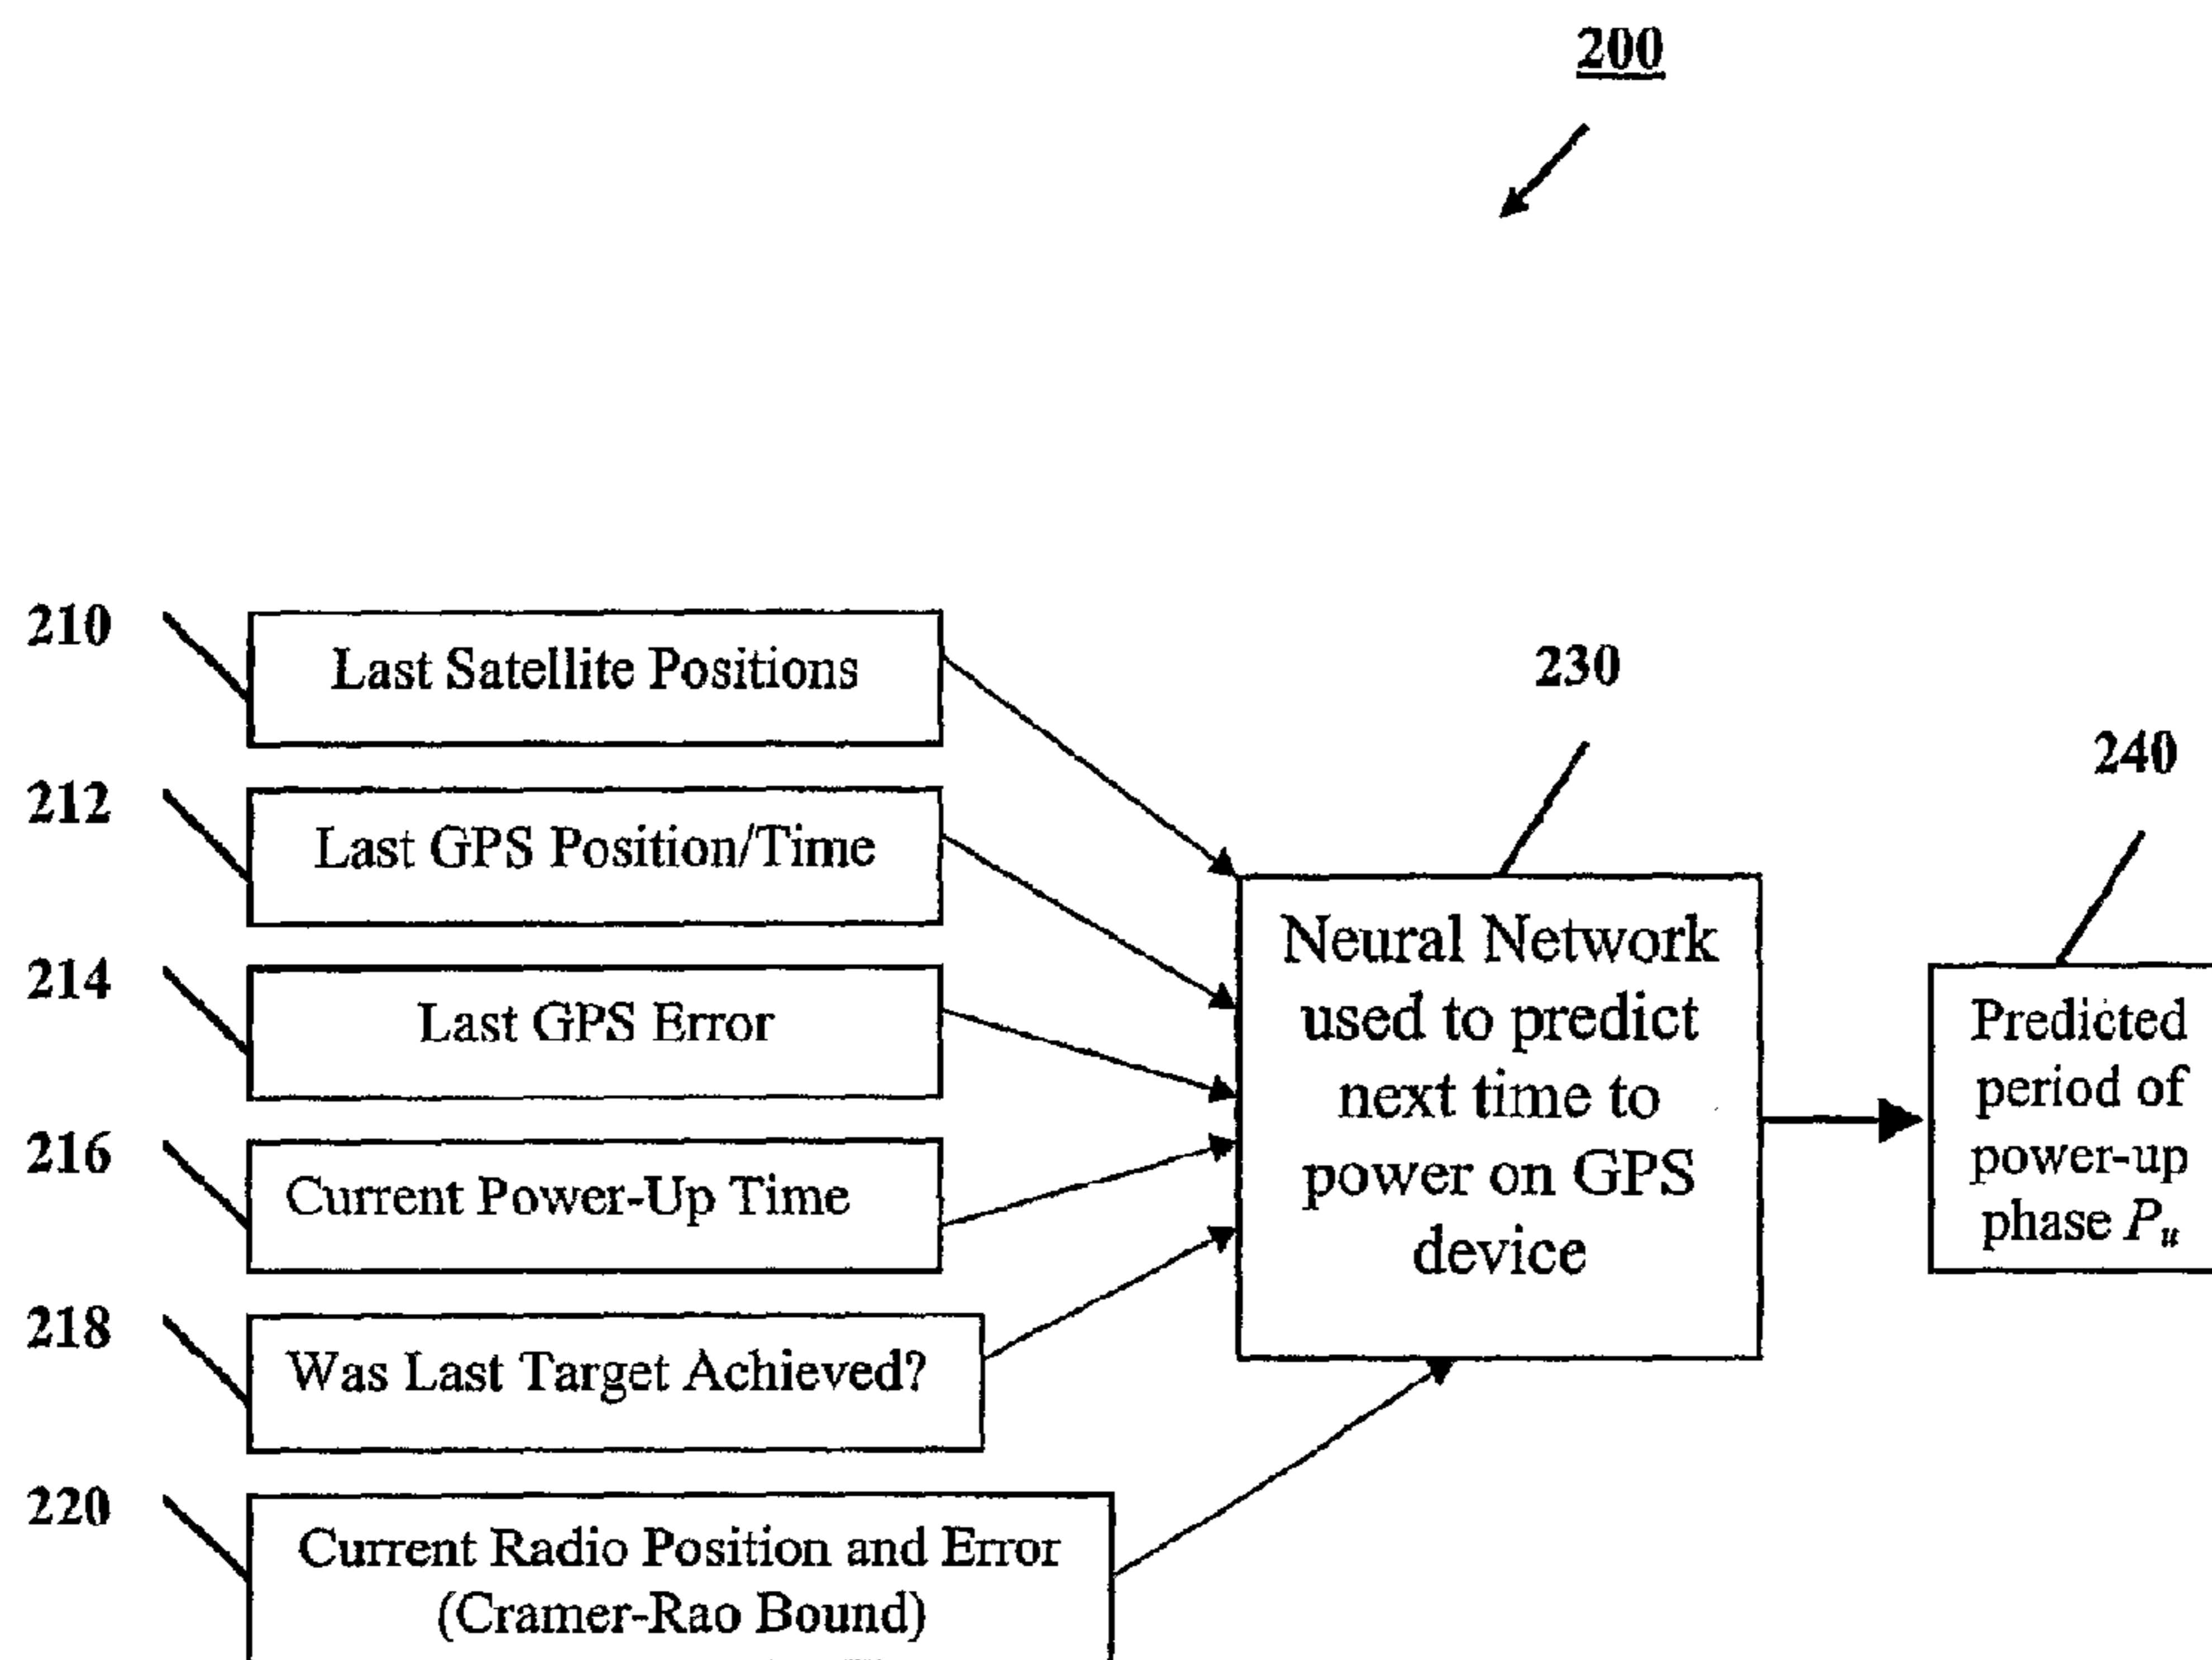 200
210
Last Satellite Positions
230
212
Last GPS Position/Time
240
214
Last GPS Error
216
Current Power-Up Time
218
Was Last Target Achieved?
220
Current Radio Position and Error
(Cramer-Rao Bound)
Neural Network
used to predict
next time to
power on GPS
device
Predicted
period of
power-up
phase Pu